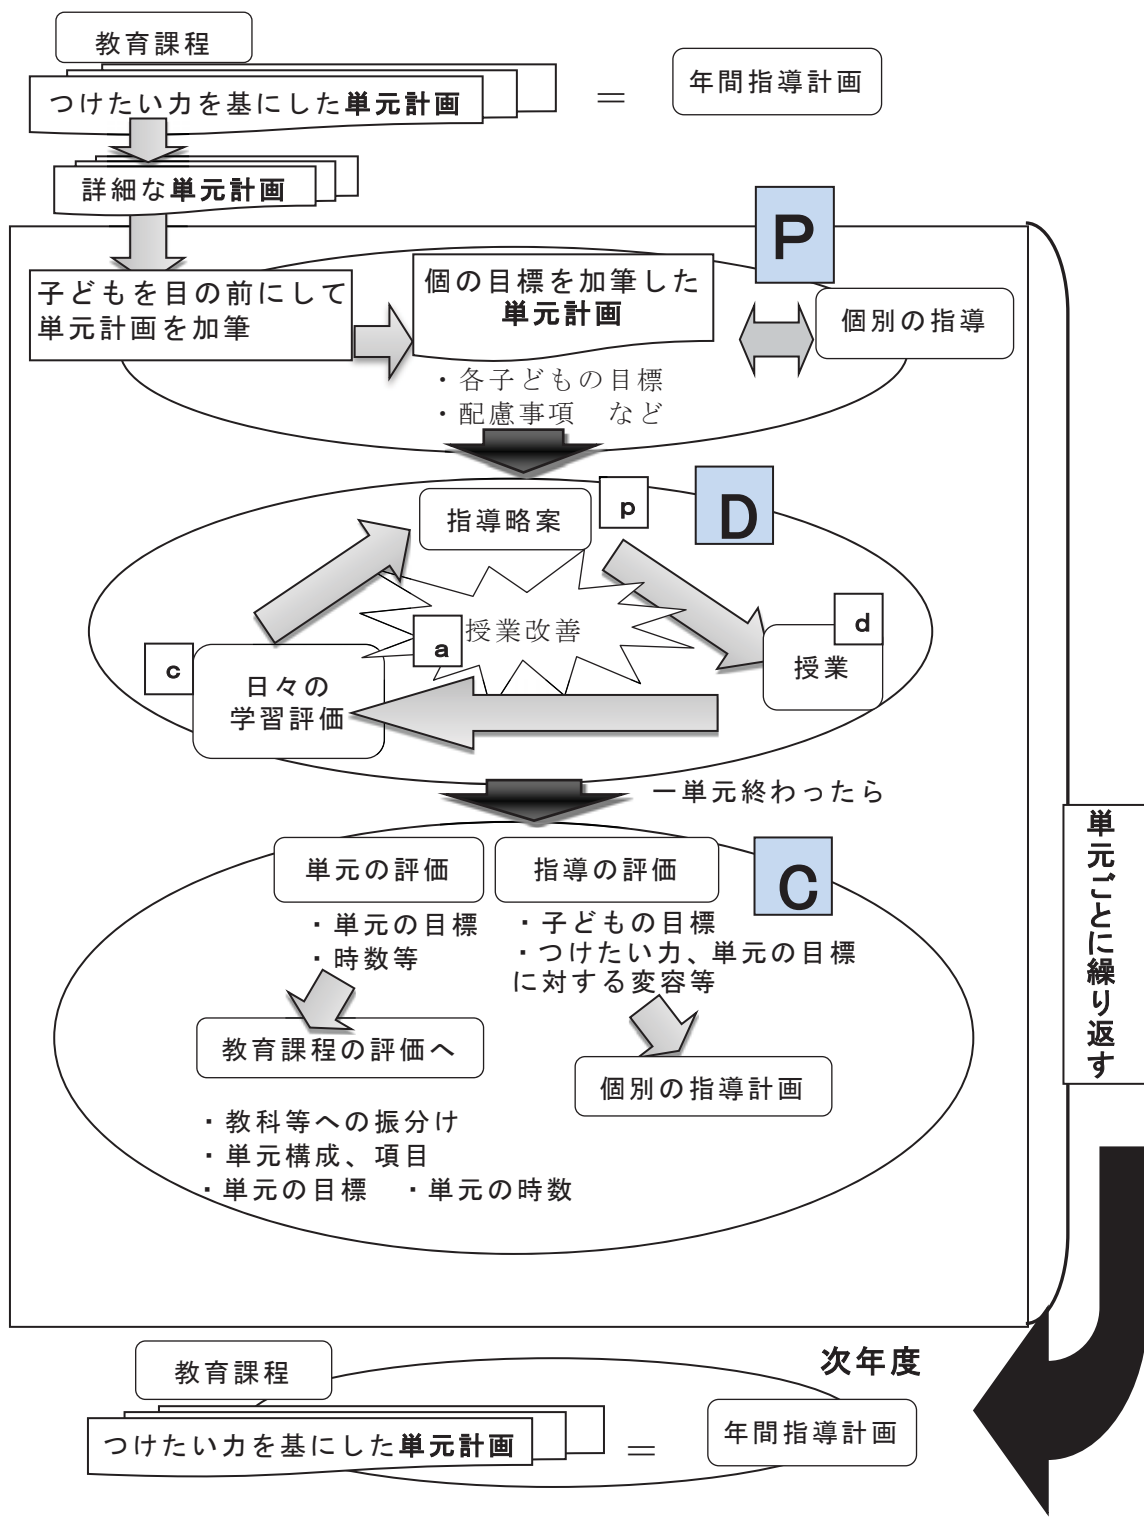 教育課程
つけたい力を基にした単元計画
＝
年間指導計画
詳細な単元計画
P
子どもを目の前にして
単元計画を加筆
個の目標を加筆した
単元計画
個別の指導
・各子どもの目標
・配慮事項　など
D
指導略案
p
授業改善
a
d
授業
c
日々の
学習評価
一単元終わったら
C
単元の評価
・単元の目標
・時数等
指導の評価
・子どもの目標
・つけたい力、単元の目標
に対する変容等
教育課程の評価へ
個別の指導計画
・教科等への振分け
・単元構成、項目
・単元の目標　・単元の時数
単元ごとに繰り返す
次年度
教育課程
つけたい力を基にした単元計画
＝
年間指導計画